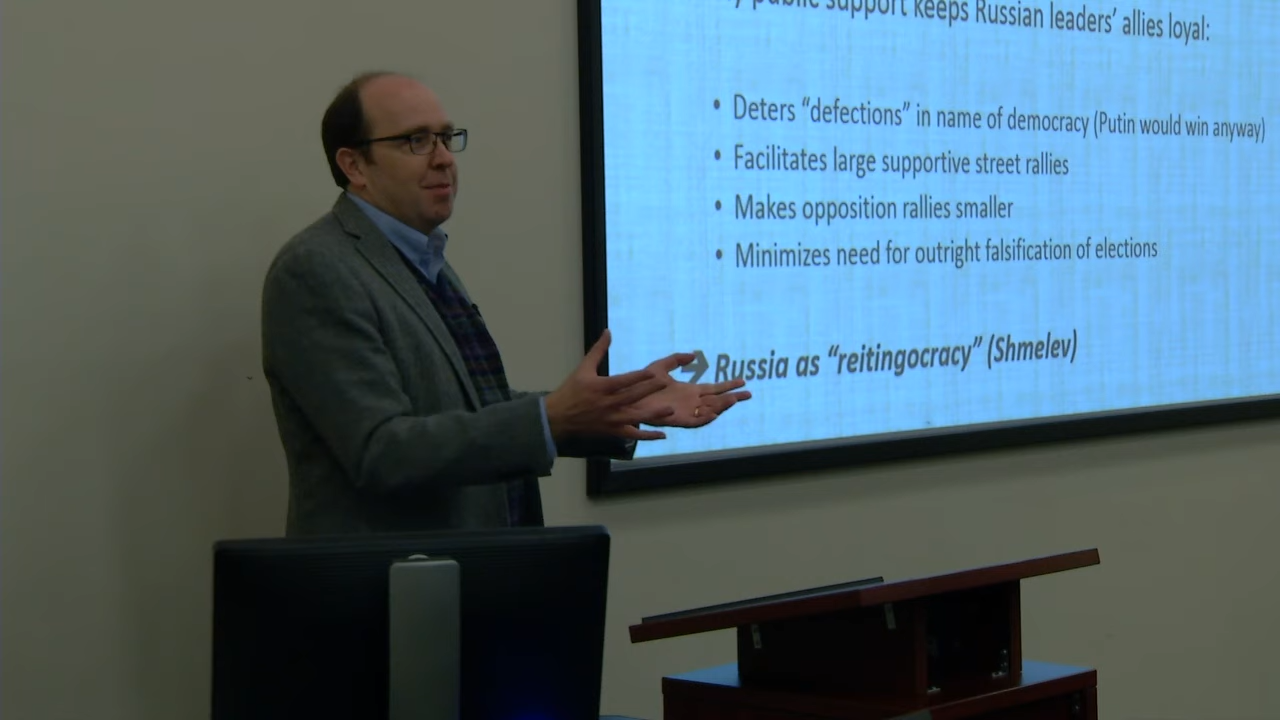 public support keeps Russian leaders’ allies loyal:
• Deters “defections” in name of democracy (Putin would win anyway)
• Facilitates large supportive street rallies
• Makes opposition rallies smaller
• Minimizes need for outright falsification of elections
➔ Russia as “reitingocracy” (Shmelev)